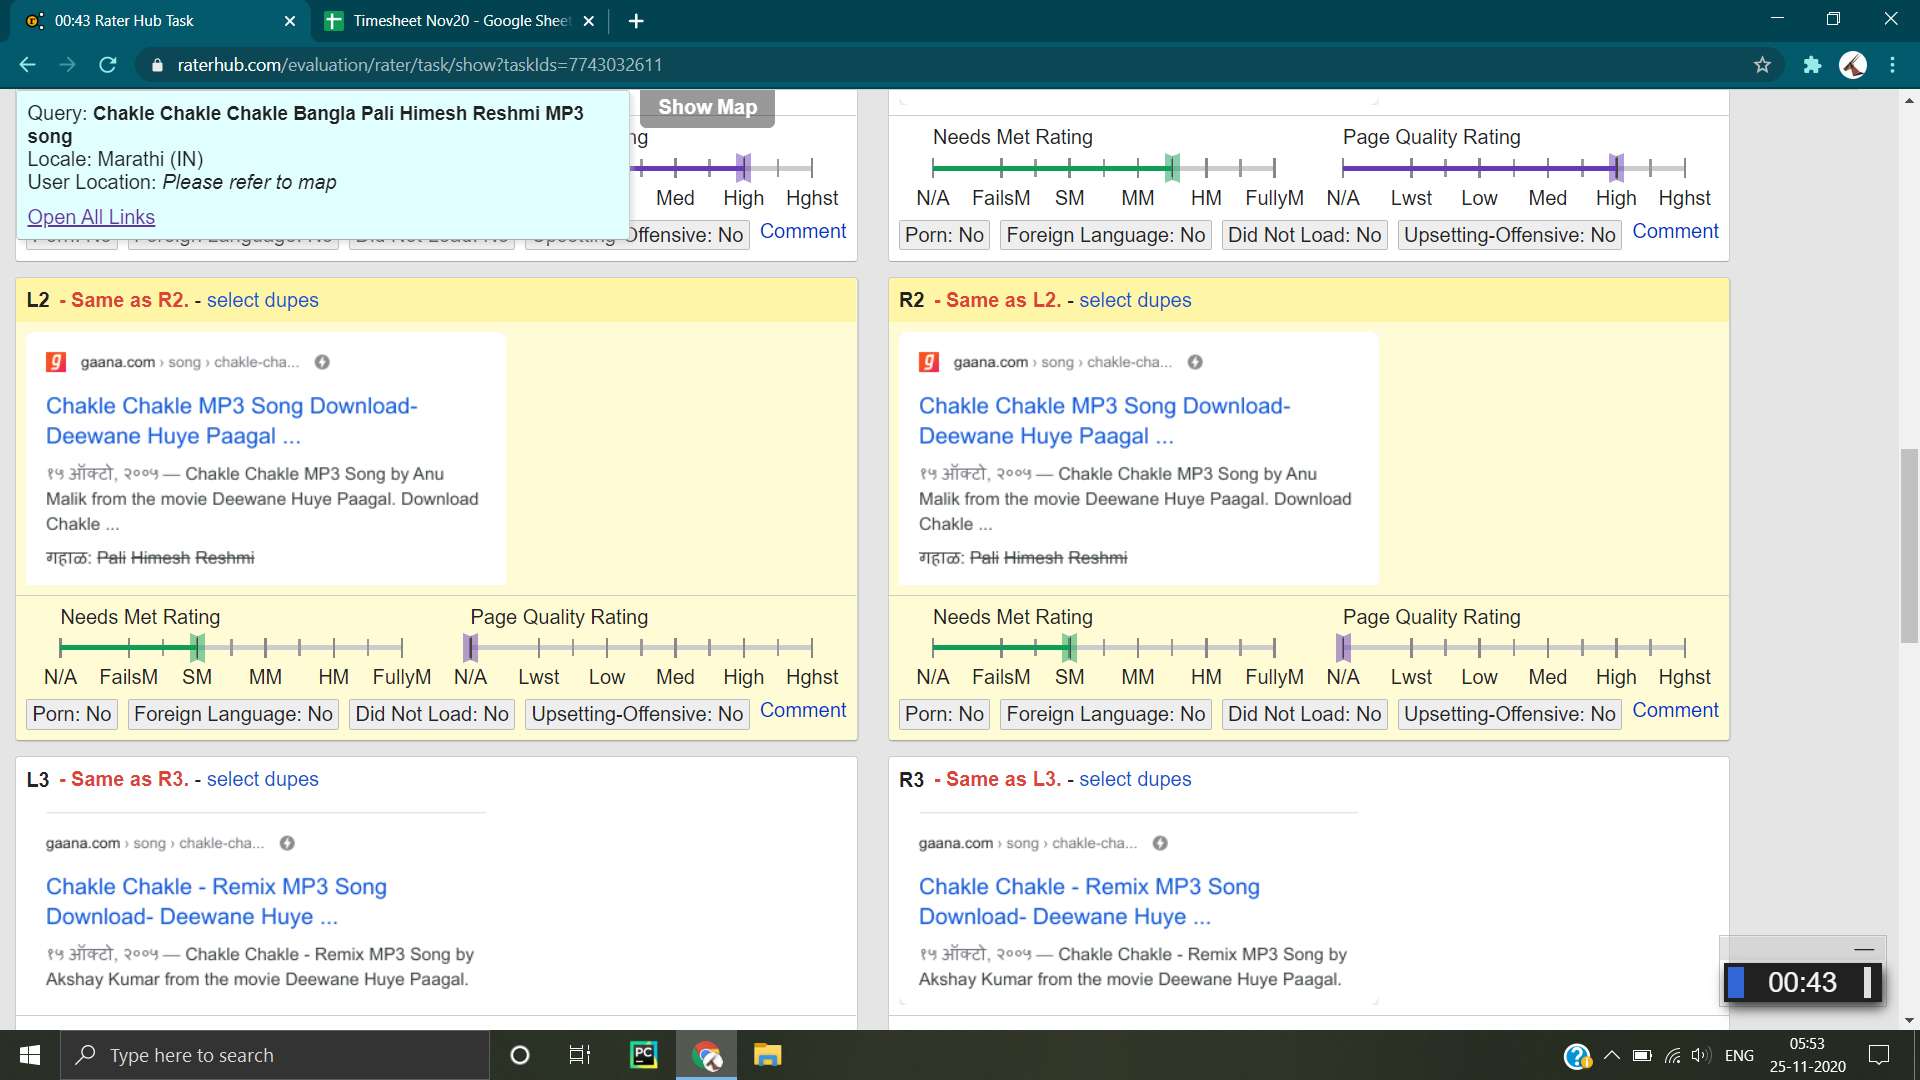 00:43 Rater Hub Task
Timesheet Nov20 - Google Sheet
raterhub.com/evaluation/rater/task/show?taskIds=7743032611
Query: Chakle Chakle Chakle Bangla Pali Himesh Reshmi MP3
song
Locale: Marathi (IN)
User Location: Please refer to map
Open All Links
Show Map
Med High Hghst
Offensive: No Comment
Needs Met Rating Page Quality Rating
N/A FailsM SM MM HM FullyM N/A Lwst Low Med High Hghst
Porn: No Foreign Language: No Did Not Load: No Upsetting-Offensive: No Comment
L2 - Same as R2. - select dupes
gaana.com › song › chakle-cha...
Chakle Chakle MP3 Song Download-
Deewane Huye Paagal ...
१५ ऑक्टो, २००५ — Chakle Chakle MP3 Song by Anu
Malik from the movie Deewane Huye Paagal. Download
Chakle ...
गहाळ: Pali Himesh Reshmi
Needs Met Rating Page Quality Rating
N/A FailsM SM MM HM FullyM N/A Lwst Low Med High Hghst
Porn: No Foreign Language: No Did Not Load: No Upsetting-Offensive: No Comment
R2 - Same as L2. - select dupes
gaana.com › song › chakle-cha...
Chakle Chakle MP3 Song Download-
Deewane Huye Paagal ...
१५ ऑक्टो, २००५ — Chakle Chakle MP3 Song by Anu
Malik from the movie Deewane Huye Paagal. Download
Chakle ...
गहाळ: Pali Himesh Reshmi
Needs Met Rating Page Quality Rating
N/A FailsM SM MM HM FullyM N/A Lwst Low Med High Hghst
Porn: No Foreign Language: No Did Not Load: No Upsetting-Offensive: No Comment
L3 - Same as R3. - select dupes
gaana.com › song › chakle-cha...
Chakle Chakle - Remix MP3 Song
Download- Deewane Huye ...
१५ ऑक्टो, २००५ — Chakle Chakle - Remix MP3 Song by
Akshay Kumar from the movie Deewane Huye Paagal.
R3 - Same as L3. - select dupes
gaana.com › song › chakle-cha...
Chakle Chakle - Remix MP3 Song
Download- Deewane Huye ...
१५ ऑक्टो, २००५ — Chakle Chakle - Remix MP3 Song by
Akshay Kumar from the movie Deewane Huye Paagal.
00:43
Type here to search
PC
ENG
05:53
25-11-2020